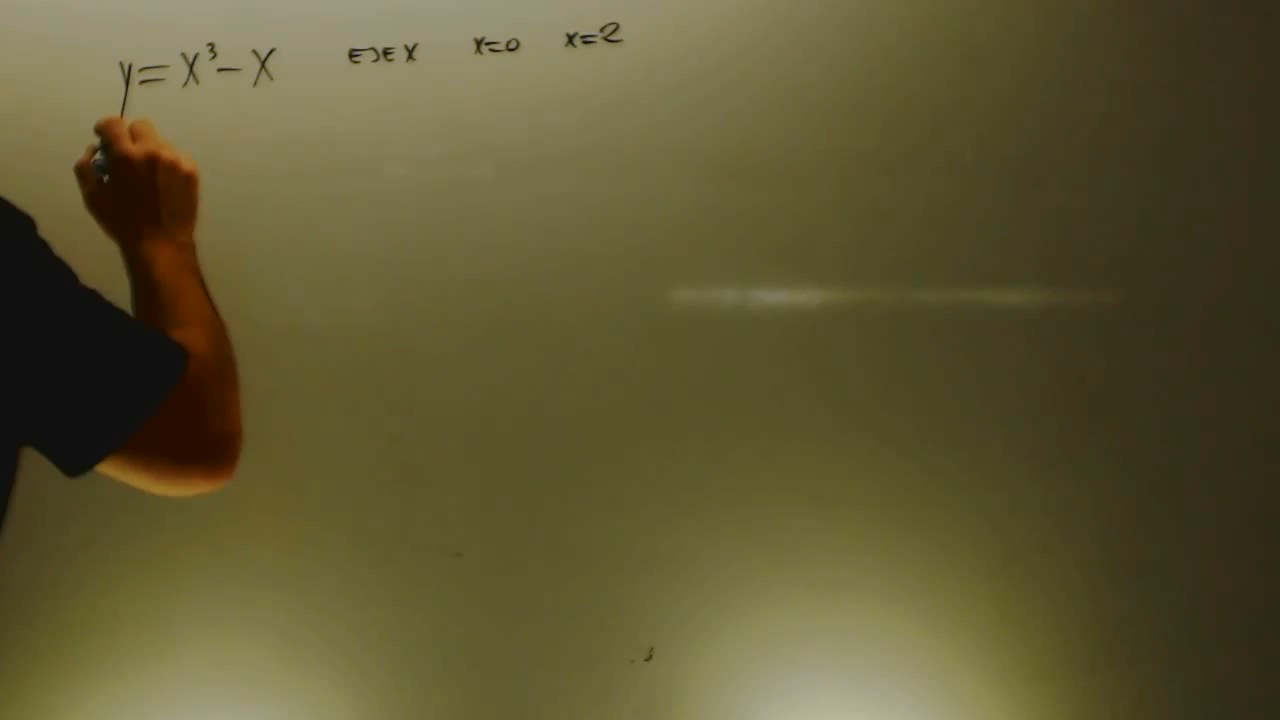 y = x³ - x EJE X x=0 x=2